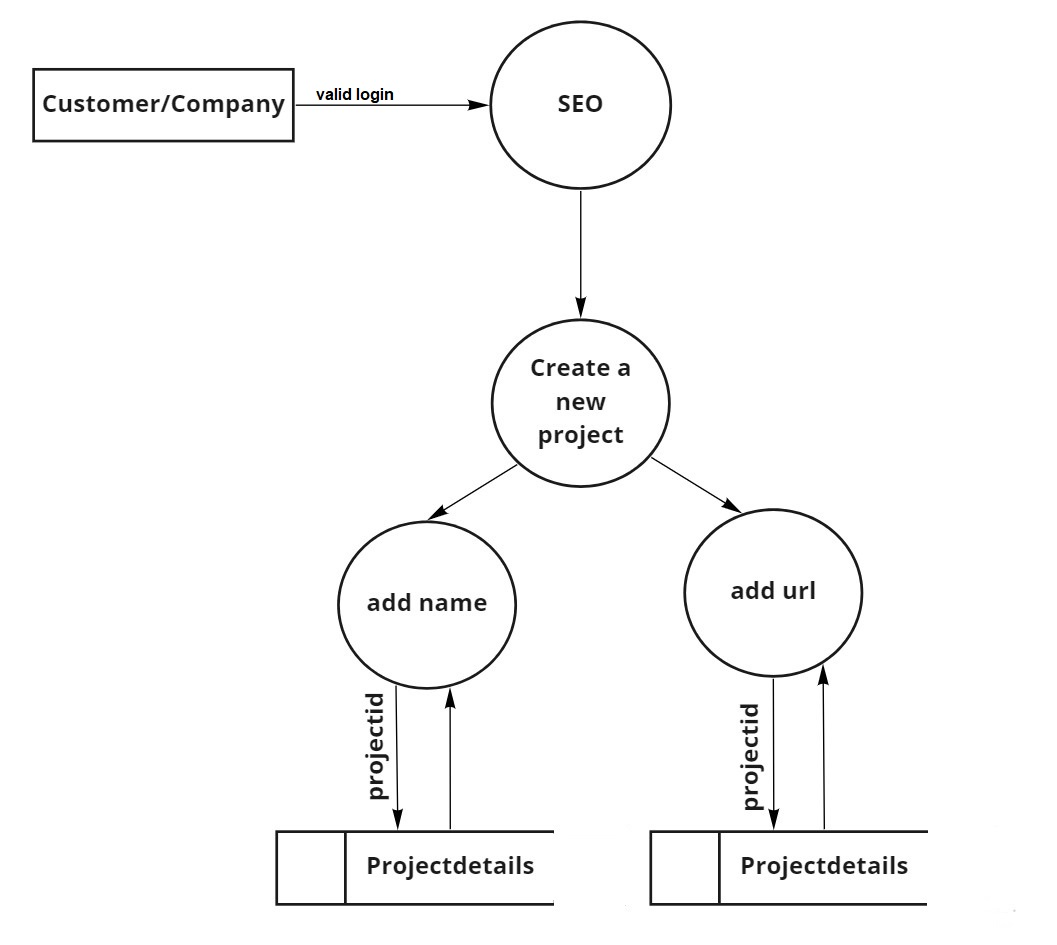 Customer/Company
valid login
SEO
Create a
new
project
add name
add url
projectid
projectid
Projectdetails
Projectdetails